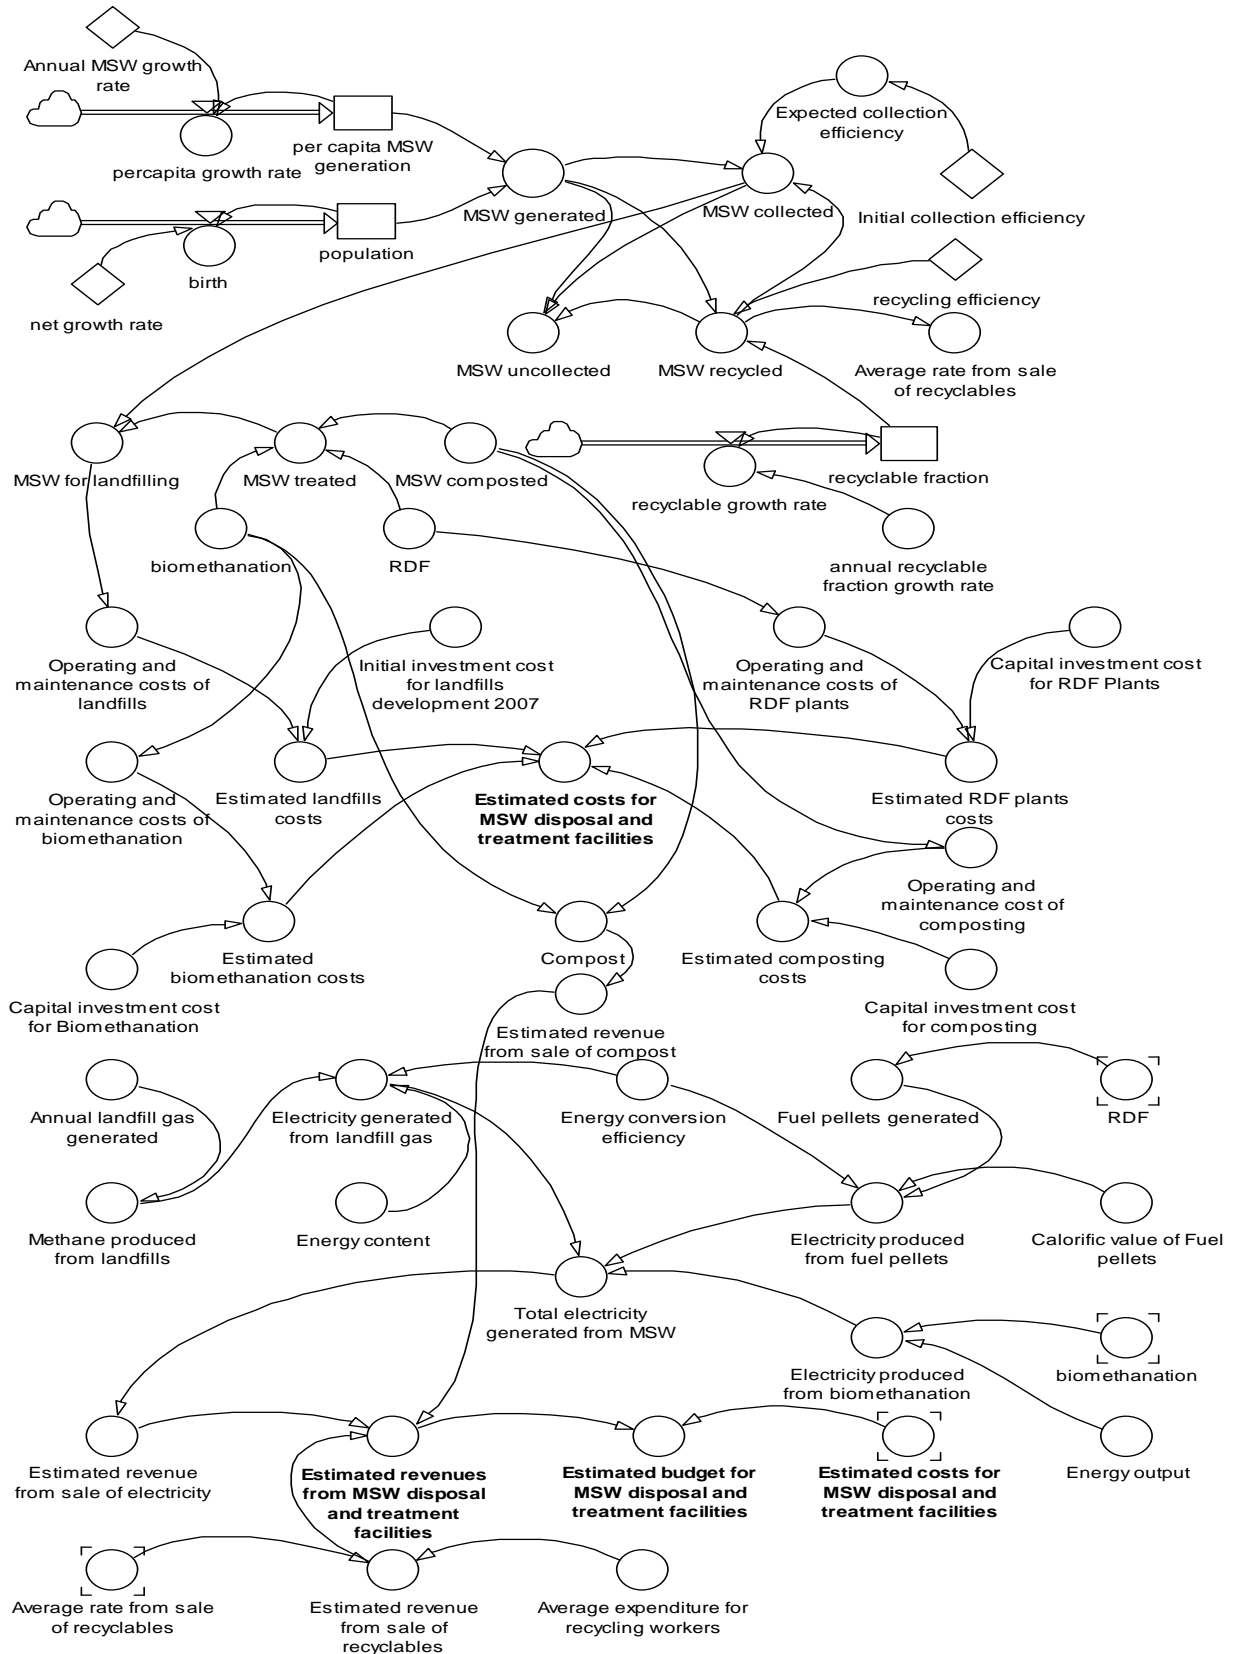 Annual MSW growth
rate
Expected collection
efficiency
per capita MSW
generation
percapita growth rate
MSW generated
MSW collected
Initial collection efficiency
population
birth
net growth rate
recycling efficiency
MSW uncollected
MSW recycled
Average rate from sale
of recyclables
MSW for landfilling
MSW treated
MSW composted
recyclable fraction
recyclable growth rate
biomethanation
RDF
annual recyclable
fraction growth rate
Operating and
maintenance costs of
landfills
Initial investment cost
for landfills
development 2007
Operating and
maintenance costs of
RDF plants
Capital investment cost
for RDF Plants
Operating and
maintenance costs of
biomethanation
Estimated landfills
costs
Estimated costs for
MSW disposal and
treatment facilities
Estimated RDF plants
costs
Operating and
maintenance cost of
composting
Estimated
biomethanation costs
Compost
Estimated composting
costs
Capital investment cost
for Biomethanation
Estimated revenue
from sale of compost
Capital investment cost
for composting
Annual landfill gas
generated
Electricity generated
from landfill gas
Energy conversion
efficiency
Fuel pellets generated
RDF
Methane produced
from landfills
Energy content
Electricity produced
from fuel pellets
Calorific value of Fuel
pellets
Total electricity
generated from MSW
Electricity produced
from biomethanation
biomethanation
Estimated revenue
from sale of electricity
Estimated revenues
from MSW disposal
and treatment
facilities
Estimated budget for
MSW disposal and
treatment facilities
Estimated costs for
MSW disposal and
treatment facilities
Energy output
Average rate from sale
of recyclables
Estimated revenue
from sale of
recyclables
Average expenditure for
recycling workers